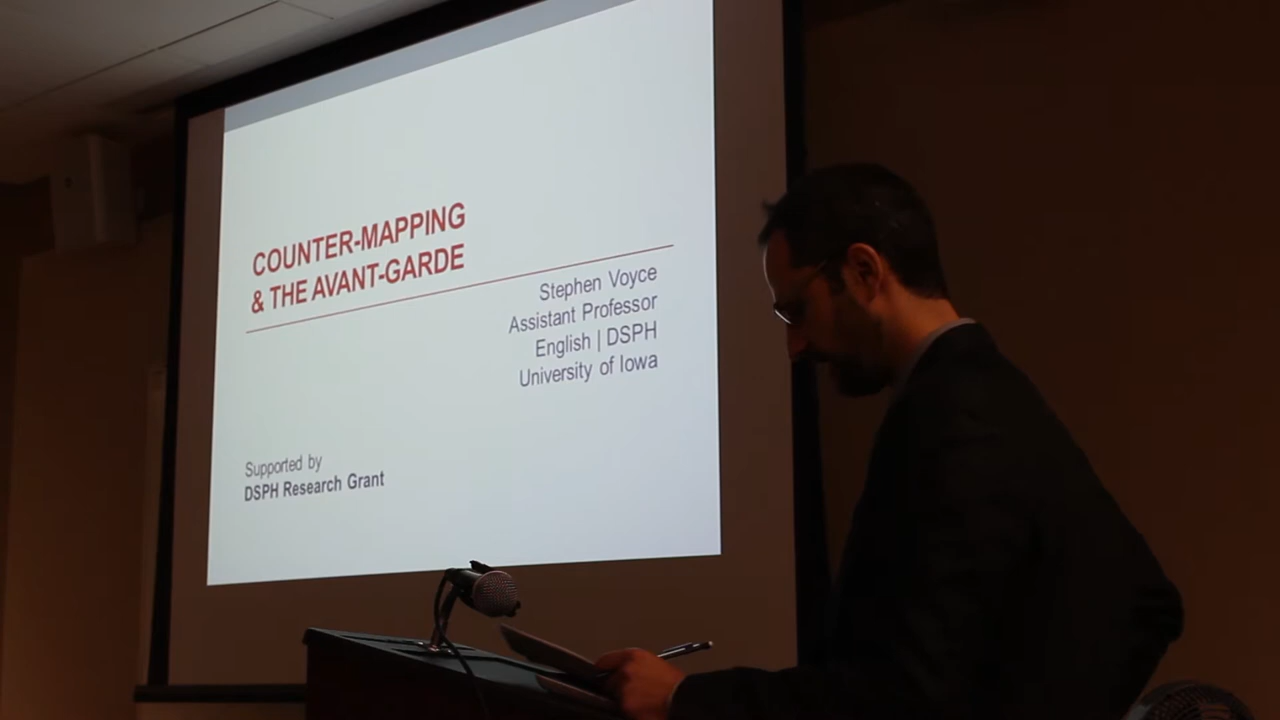 COUNTER-MAPPING
& THE AVANT-GARDE
Stephen Voyce
Assistant Professor
English | DSPH
University of Iowa
Supported by
DSPH Research Grant